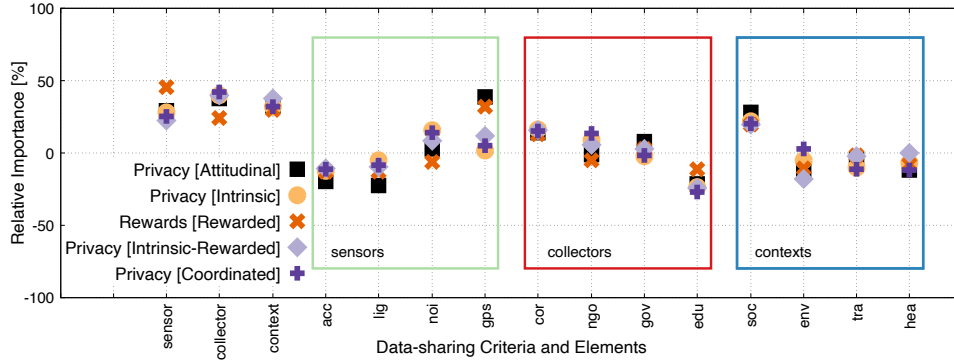 Relative Importance [%]
100
50
0
-50
-100
Privacy [Attitudinal]
Privacy [Intrinsic]
Rewards [Rewarded]
Privacy [Intrinsic-Rewarded]
Privacy [Coordinated]
sensors
collectors
contexts
sensor
collector
context
acc
lig
noi
gps
cor
ngo
gov
edu
soc
env
tra
hea
Data-sharing Criteria and Elements